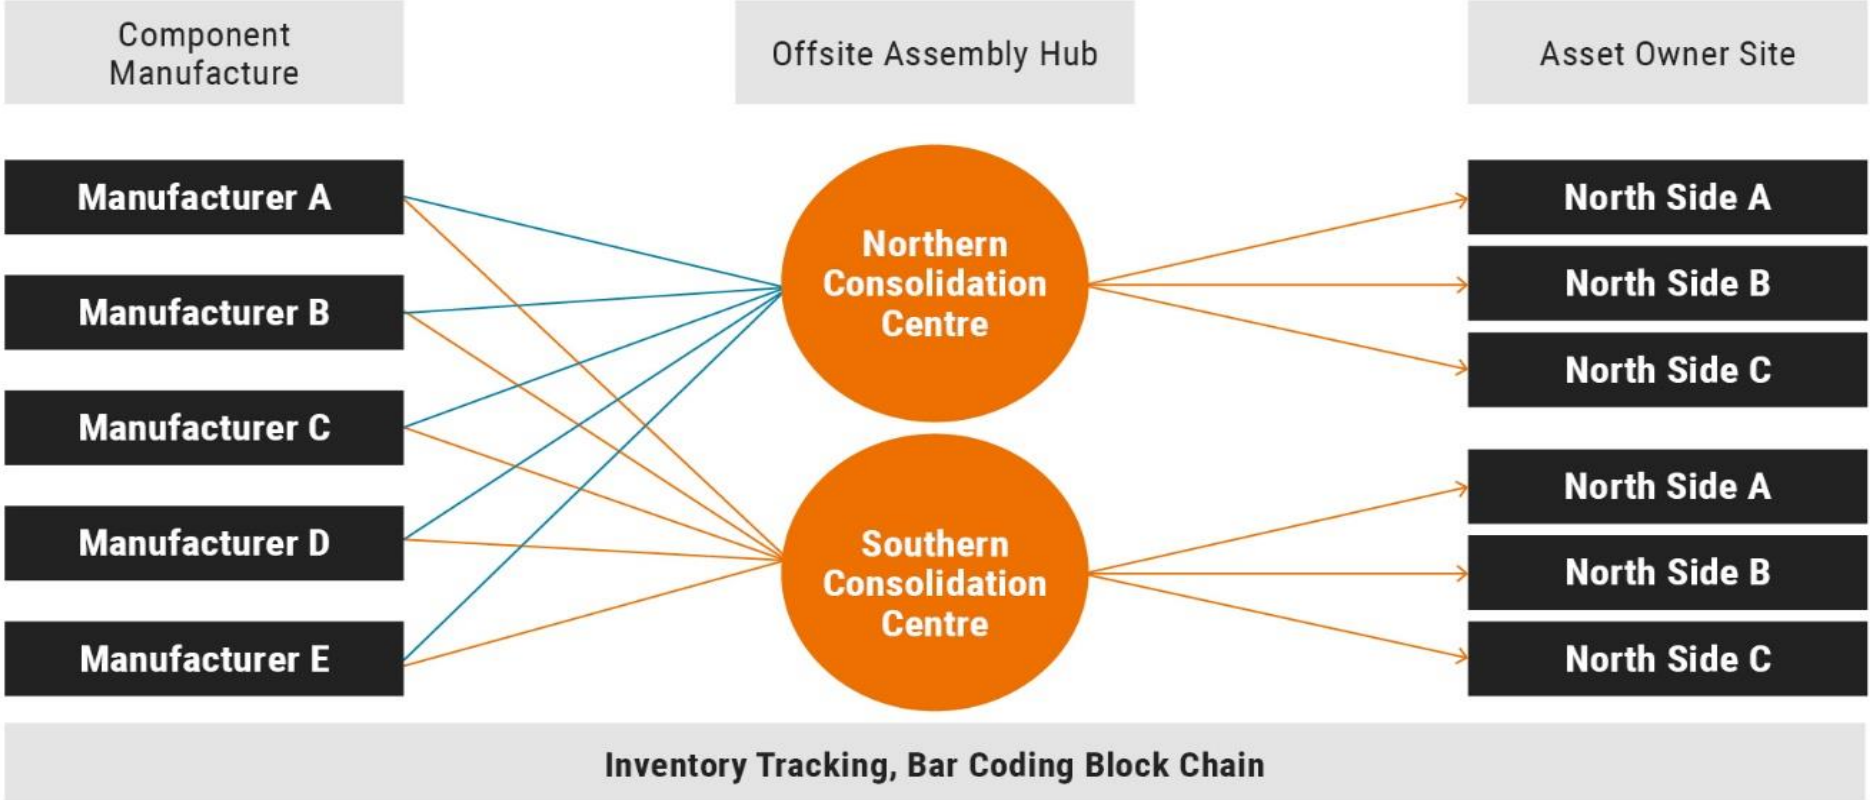 Component
Manufacture
Offsite Assembly Hub
Asset Owner Site
Manufacturer A
Manufacturer B
Manufacturer C
Manufacturer D
Manufacturer E
Northern
Consolidation
Centre
Southern
Consolidation
Centre
North Side A
North Side B
North Side C
North Side A
North Side B
North Side C
Inventory Tracking, Bar Coding Block Chain